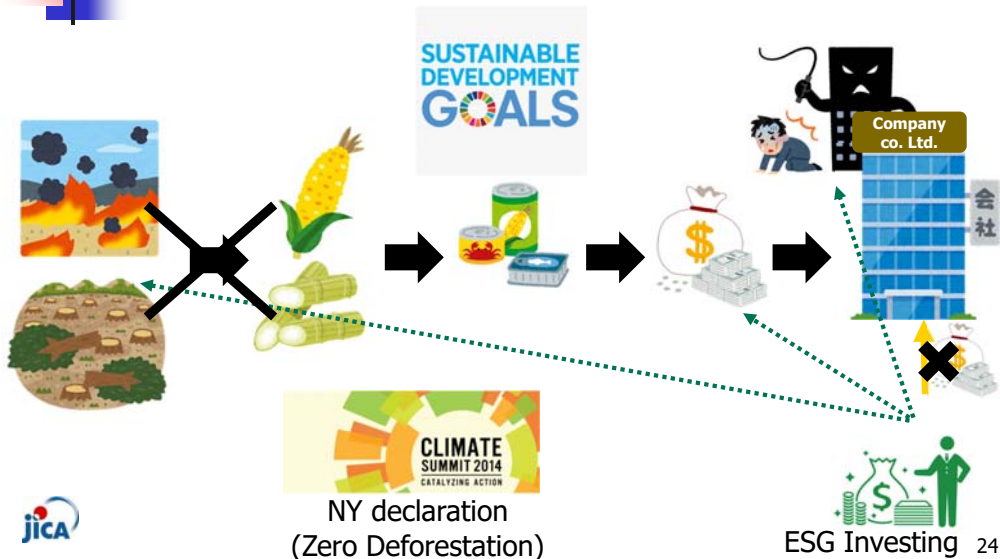 SUSTAINABLE
DEVELOPMENT
GOALS
Company
co. Ltd.
会
社
$
CLIMATE
SUMMIT 2014
CATALYZING ACTION
NY declaration
(Zero Deforestation)
jICA
$
ESG Investing 24